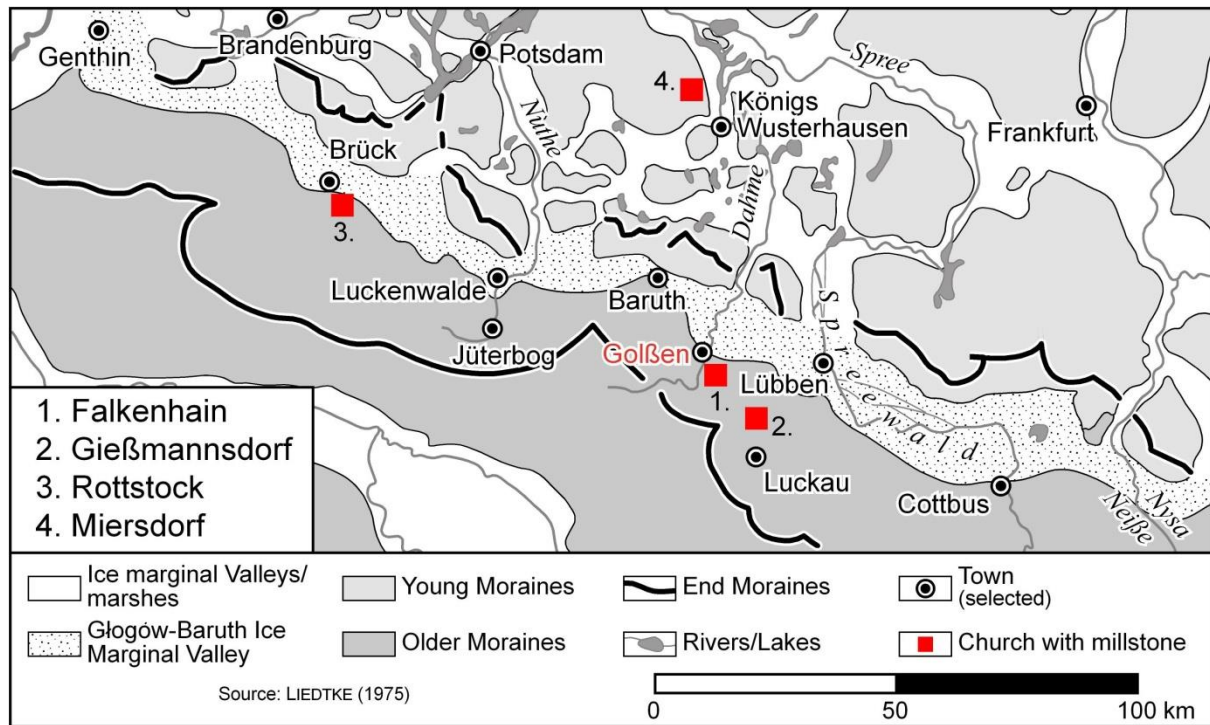 Genthin
Brandenburg
Potsdam
Nuthe
4.
Königs
Wusterhausen
Spree
Frankfurt
Brück
3.
Dahme
Luckenwalde
Baruth
Jüterbog
Golßen
1.
Lübben
2.
Luckau
Spreewald
Cottbus
Nysa
Neiße
1. Falkenhain
2. Gießmannsdorf
3. Rottstock
4. Miersdorf
Ice marginal Valleys/
marshes
Young Moraines
End Moraines
Town
(selected)
Głogów-Baruth Ice
Marginal Valley
Older Moraines
Rivers/Lakes
Church with millstone
Source: LIEDTKE (1975)
0 50 100 km